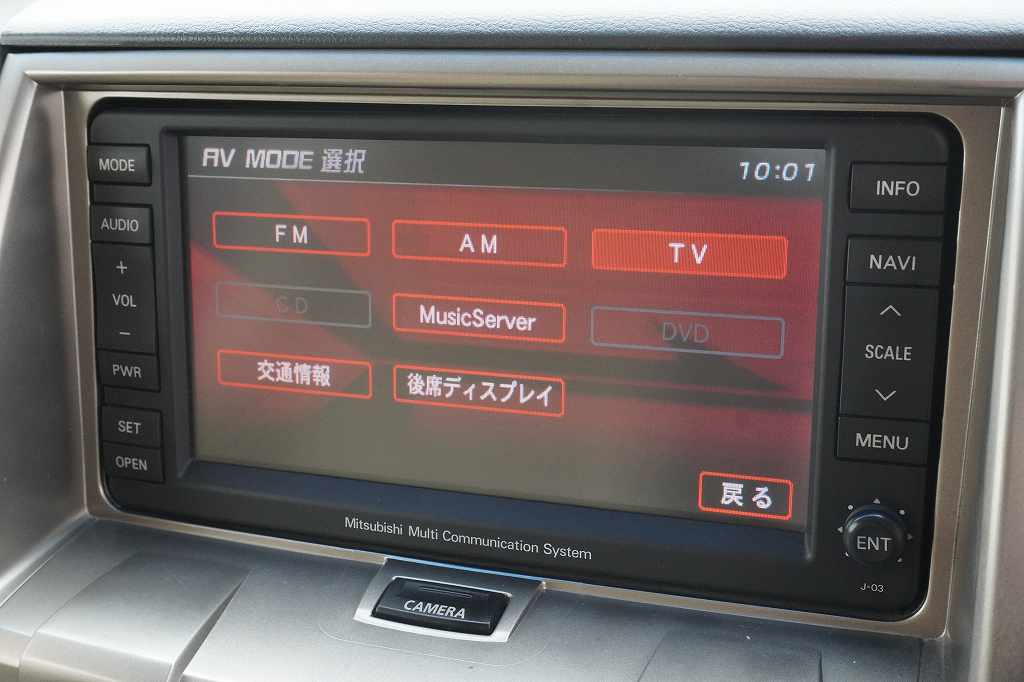 MODE
AUDIO
+
VOL
−
PWR
SET
OPEN
AV MODE 選択
10:01
FM
AM
TV
CD
MusicServer
DVD
交通情報
後席ディスプレイ
戻る
INFO
NAVI
SCALE
MENU
ENT
J-03
Mitsubishi Multi Communication System
CAMERA